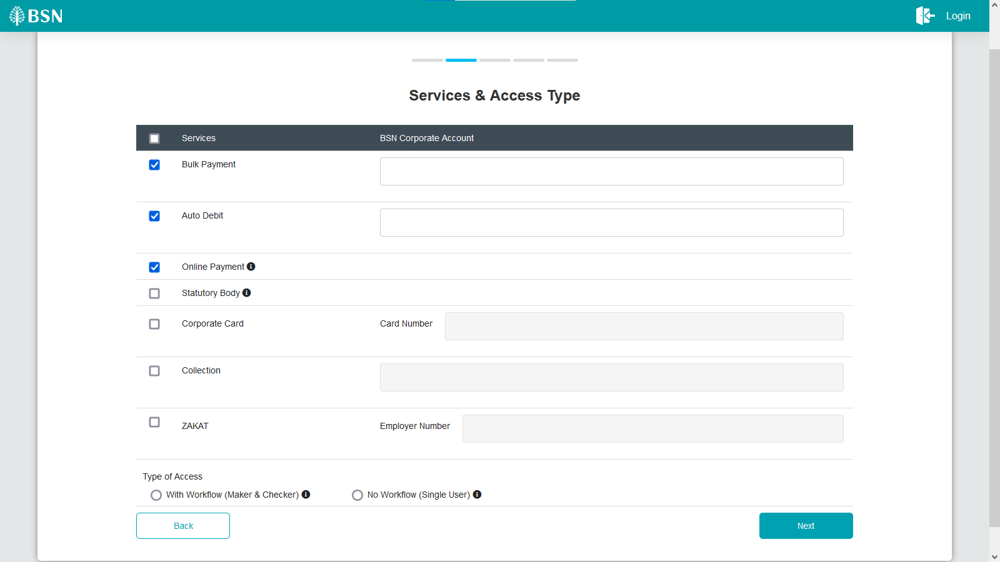 BSN
Login
Services & Access Type
Services BSN Corporate Account
Bulk Payment
Auto Debit
Online Payment
Statutory Body
Corporate Card Card Number
Collection
ZAKAT Employer Number
Type of Access
With Workflow (Maker & Checker) No Workflow (Single User)
Back Next